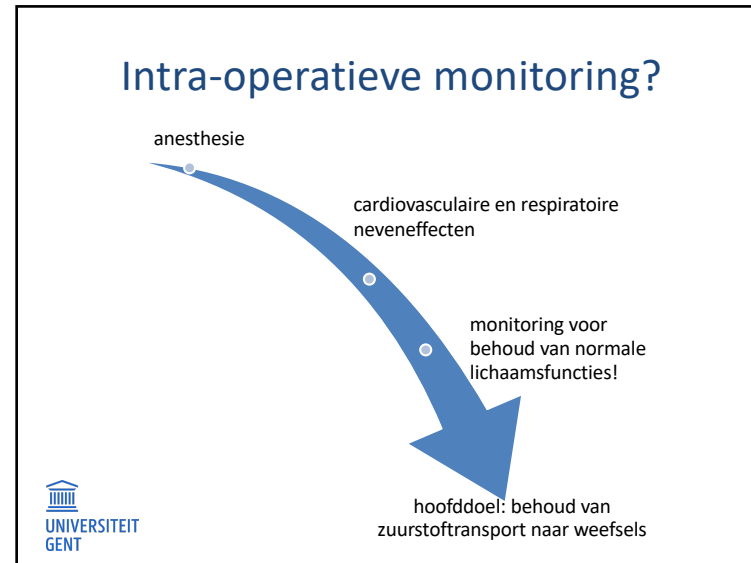 Intra-operatieve monitoring?
anesthesie
cardiovasculaire en respiratoire
neveneffecten
monitoring voor
behoud van normale
lichaamsfuncties!
hoofddoel: behoud van
zuurstoftransport naar weefsels
UNIVERSITEIT
GENT